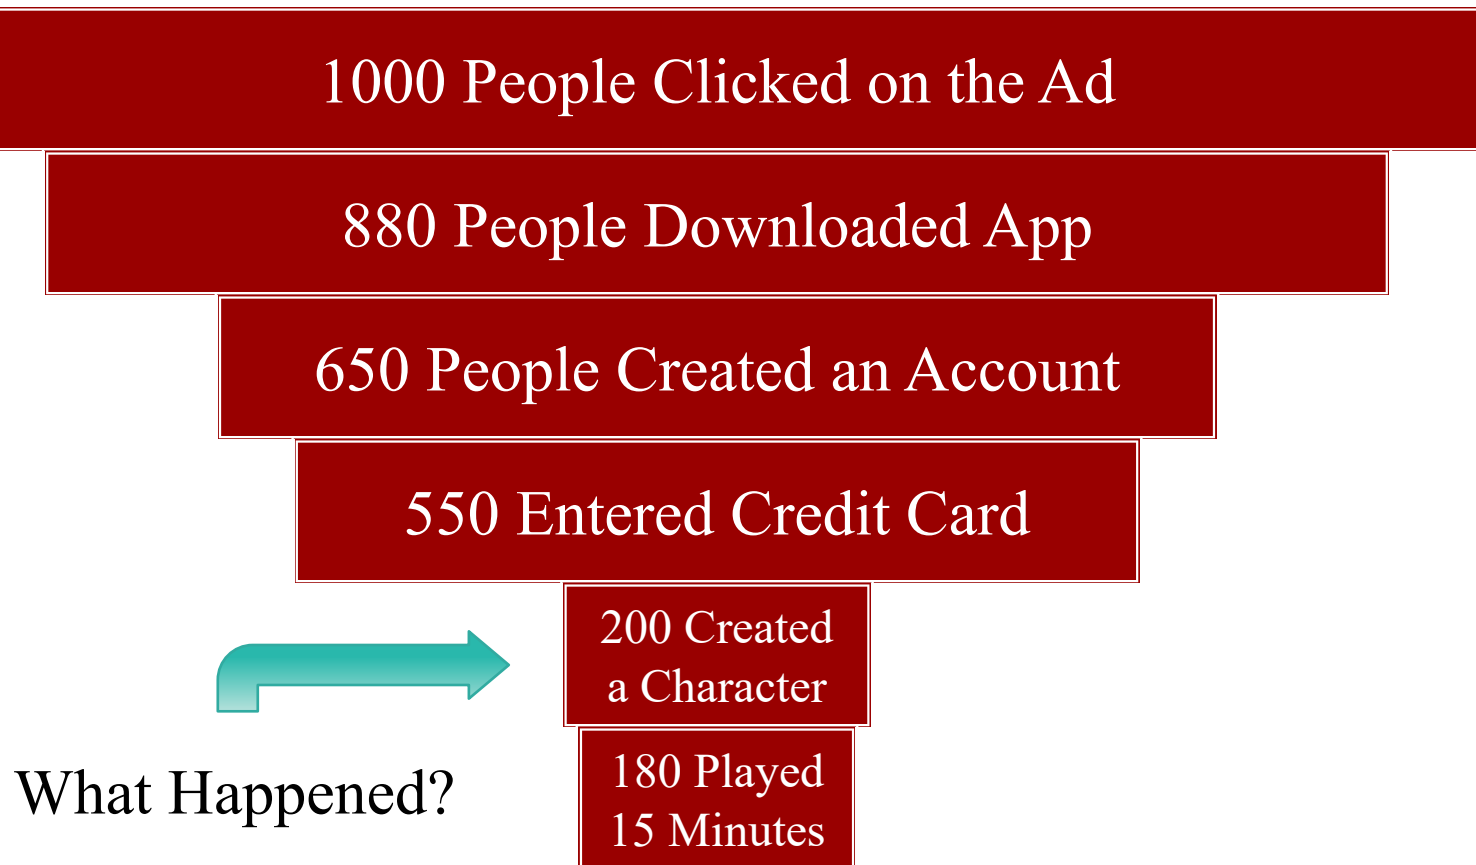 1000 People Clicked on the Ad
880 People Downloaded App
650 People Created an Account
550 Entered Credit Card
200 Created
a Character
What Happened?
180 Played
15 Minutes